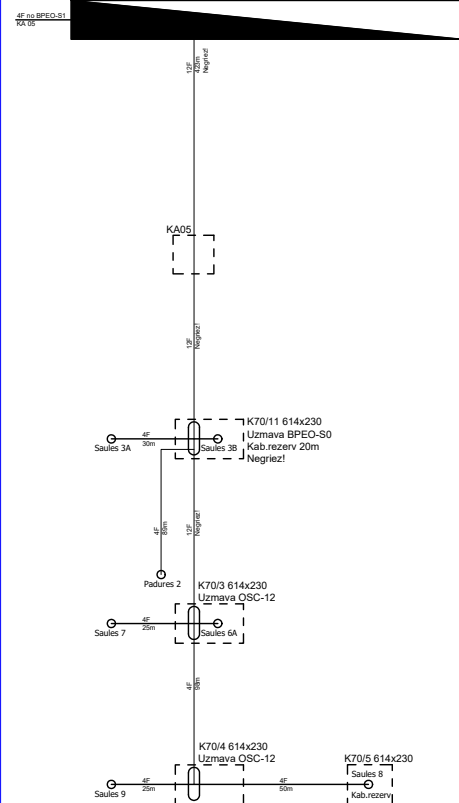 4F no BPEO-S1
KA 05
12F
423m
Negriez!
KA05
12F
Negriez!
K70/11 614x230
Uzmava BPEO-S0
Kab.rezerv 20m
Negriez!
4F
30m
Saules 3A
Saules 3B
4F
89m
12F
Negriez!
Padures 2
K70/3 614x230
Uzmava OSC-12
4F
25m
Saules 7
Saules 6A
4F
98m
K70/4 614x230
Uzmava OSC-12
K70/5 614x230
Saules 8
4F
25m
4F
50m
Saules 9
Kab.rezerv